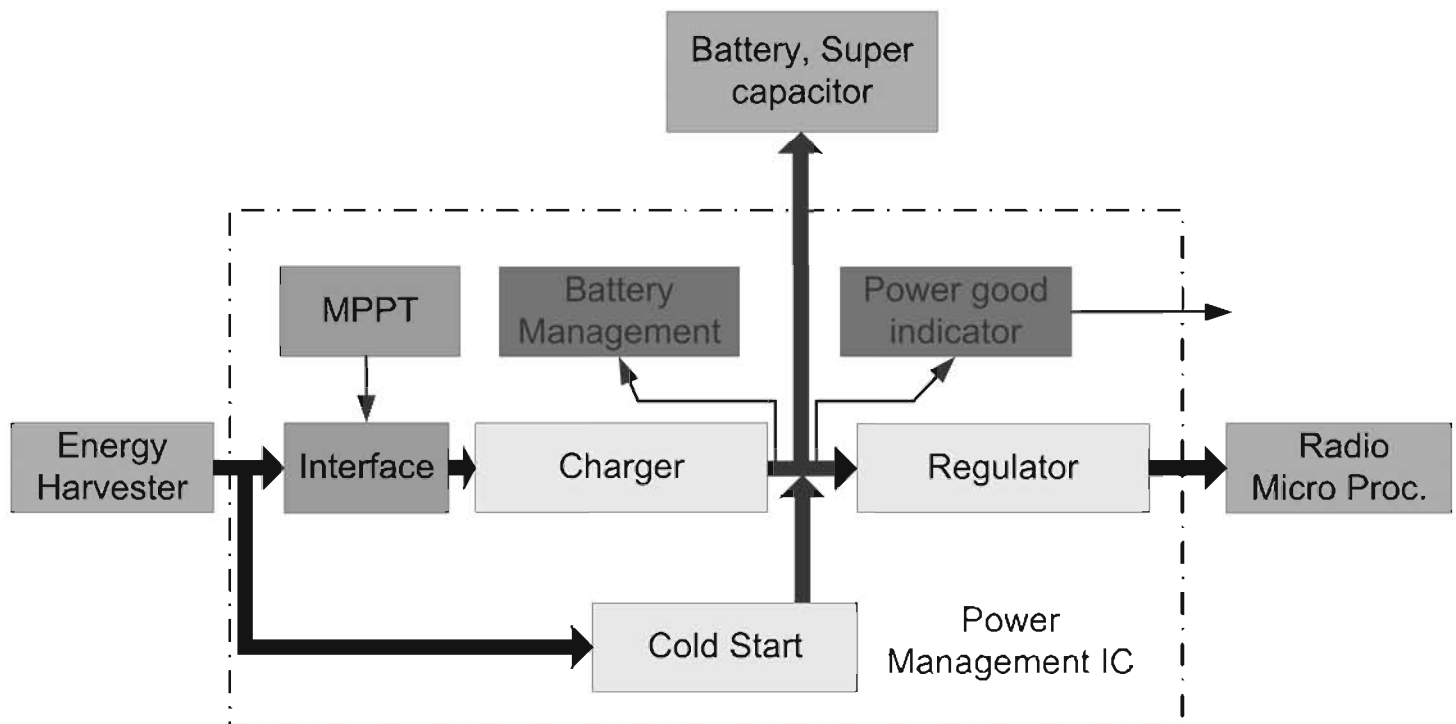 Battery, Super
capacitor
MPPT
Battery
Management
Power good
indicator
Energy
Harvester
Interface
Charger
Regulator
Radio
Micro Proc.
Cold Start
Power
Management IC